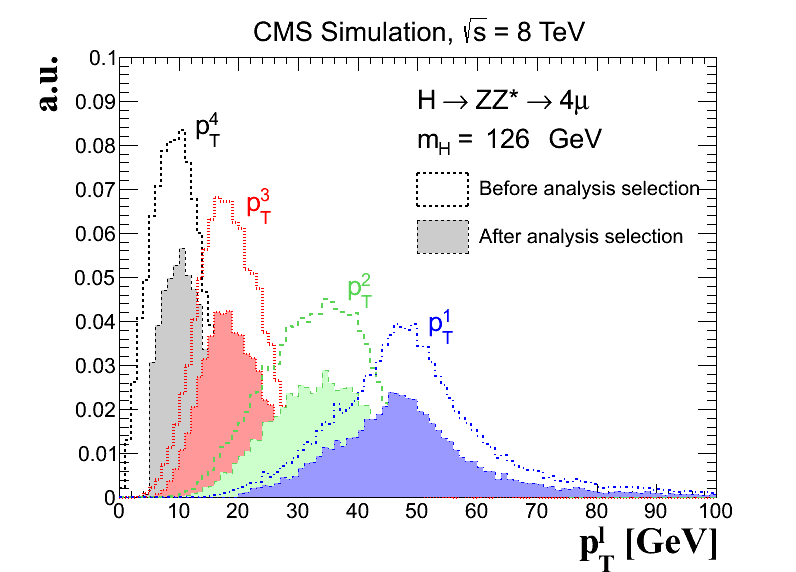 CMS Simulation, √s = 8 TeV
a.u.
0.1
0.09
0.08
0.07
0.06
0.05
0.04
0.03
0.02
0.01
0
H → ZZ* → 4μ
m_H = 126 GeV
Before analysis selection
After analysis selection
p_T^4
p_T^3
p_T^2
p_T^1
0 10 20 30 40 50 60 70 80 90 100
p_T^l [GeV]